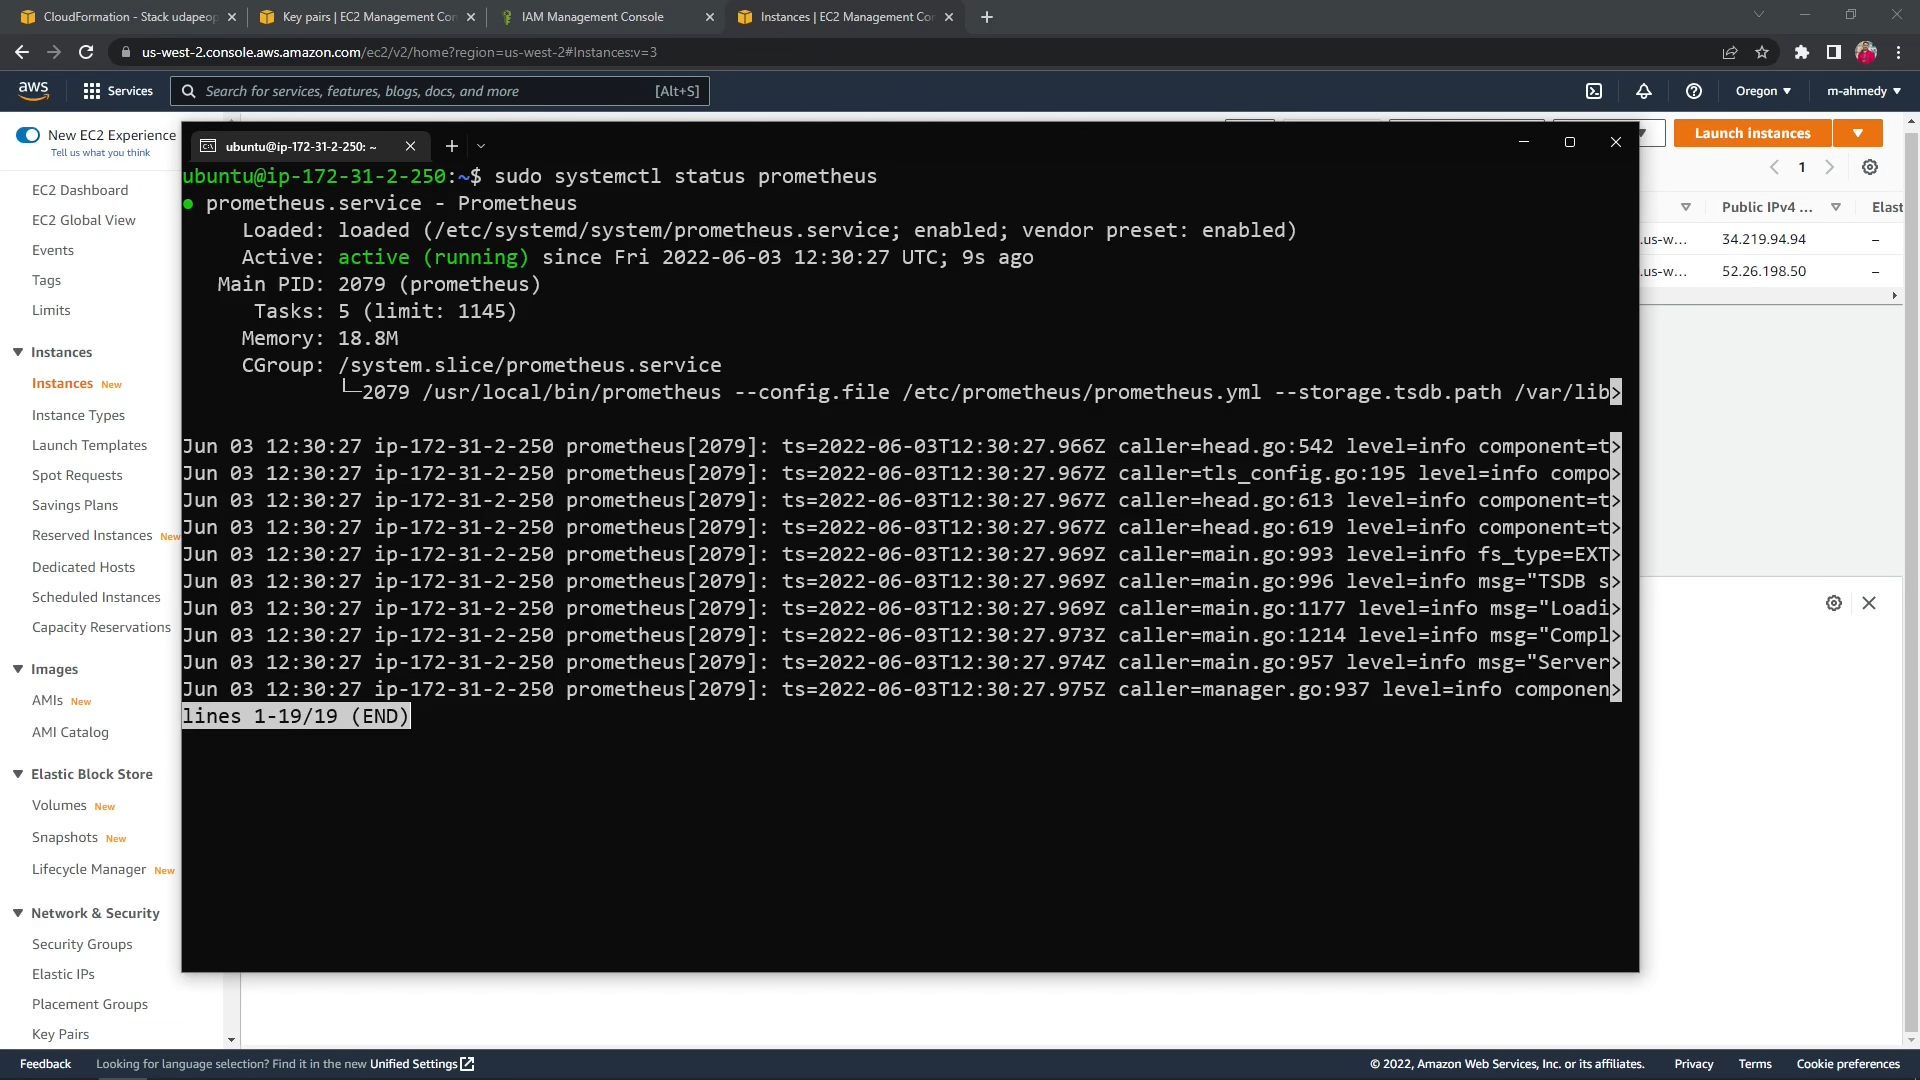 CloudFormation - Stack udapeop
Key pairs | EC2 Management Con
IAM Management Console
Instances | EC2 Management Con
us-west-2.console.aws.amazon.com/ec2/v2/home?region=us-west-2#Instances:v=3
aws
Services
Search for services, features, blogs, docs, and more
[Alt+S]
Oregon
m-ahmedy
New EC2 Experience
Tell us what you think
EC2 Dashboard
EC2 Global View
Events
Tags
Limits
Instances
Instances New
Instance Types
Launch Templates
Spot Requests
Savings Plans
Reserved Instances New
Dedicated Hosts
Scheduled Instances
Capacity Reservations
Images
AMIs New
AMI Catalog
Elastic Block Store
Volumes New
Snapshots New
Lifecycle Manager New
Network & Security
Security Groups
Elastic IPs
Placement Groups
Key Pairs
ubuntu@ip-172-31-2-250: ~
ubuntu@ip-172-31-2-250:~$ sudo systemctl status prometheus
● prometheus.service - Prometheus
Loaded: loaded (/etc/systemd/system/prometheus.service; enabled; vendor preset: enabled)
Active: active (running) since Fri 2022-06-03 12:30:27 UTC; 9s ago
Main PID: 2079 (prometheus)
Tasks: 5 (limit: 1145)
Memory: 18.8M
CGroup: /system.slice/prometheus.service
└─2079 /usr/local/bin/prometheus --config.file /etc/prometheus/prometheus.yml --storage.tsdb.path /var/lib>
Jun 03 12:30:27 ip-172-31-2-250 prometheus[2079]: ts=2022-06-03T12:30:27.966Z caller=head.go:542 level=info component=t>
Jun 03 12:30:27 ip-172-31-2-250 prometheus[2079]: ts=2022-06-03T12:30:27.967Z caller=tls_config.go:195 level=info compo>
Jun 03 12:30:27 ip-172-31-2-250 prometheus[2079]: ts=2022-06-03T12:30:27.967Z caller=head.go:613 level=info component=t>
Jun 03 12:30:27 ip-172-31-2-250 prometheus[2079]: ts=2022-06-03T12:30:27.967Z caller=head.go:619 level=info component=t>
Jun 03 12:30:27 ip-172-31-2-250 prometheus[2079]: ts=2022-06-03T12:30:27.969Z caller=main.go:993 level=info fs_type=EXT>
Jun 03 12:30:27 ip-172-31-2-250 prometheus[2079]: ts=2022-06-03T12:30:27.969Z caller=main.go:996 level=info msg="TSDB s>
Jun 03 12:30:27 ip-172-31-2-250 prometheus[2079]: ts=2022-06-03T12:30:27.969Z caller=main.go:1177 level=info msg="Loadi>
Jun 03 12:30:27 ip-172-31-2-250 prometheus[2079]: ts=2022-06-03T12:30:27.973Z caller=main.go:1214 level=info msg="Compl>
Jun 03 12:30:27 ip-172-31-2-250 prometheus[2079]: ts=2022-06-03T12:30:27.974Z caller=main.go:957 level=info msg="Server>
Jun 03 12:30:27 ip-172-31-2-250 prometheus[2079]: ts=2022-06-03T12:30:27.975Z caller=manager.go:937 level=info componen>
lines 1-19/19 (END)
Launch instances
1
Public IPv4 ...
Elast
.us-w... 34.219.94.94 –
.us-w... 52.26.198.50 –
Feedback
Looking for language selection? Find it in the new Unified Settings
© 2022, Amazon Web Services, Inc. or its affiliates.
Privacy
Terms
Cookie preferences